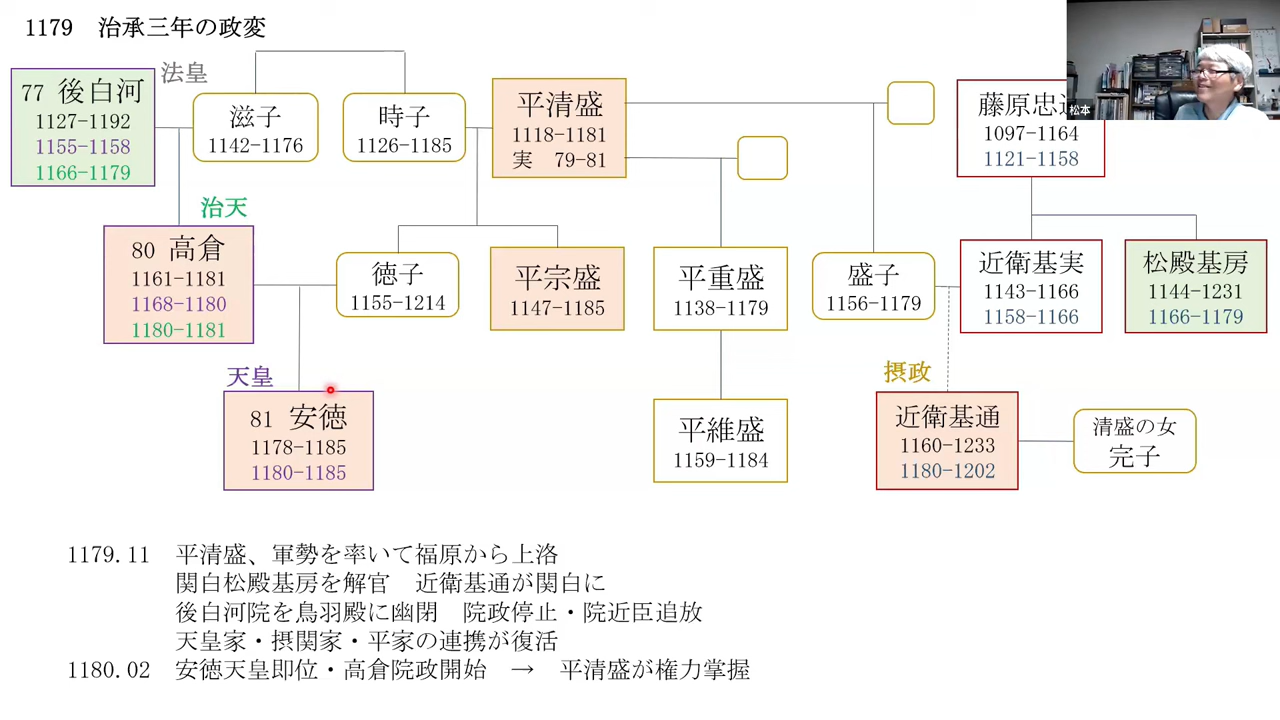 1179　治承三年の政変
法皇
77 後白河
1127-1192
1155-1158
1166-1179
滋子
1142-1176
時子
1126-1185
平清盛
1118-1181
実　79-81
藤原忠
1097-1164
1121-1158
松本
治天
80 高倉
1161-1181
1168-1180
1180-1181
徳子
1155-1214
平宗盛
1147-1185
平重盛
1138-1179
盛子
1156-1179
近衛基実
1143-1166
1158-1166
松殿基房
1144-1231
1166-1179
天皇
81 安徳
1178-1185
1180-1185
平維盛
1159-1184
摂政
近衛基通
1160-1233
1180-1202
清盛の女
完子
1179.11　平清盛、軍勢を率いて福原から上洛
関白松殿基房を解官　近衛基通が関白に
後白河院を鳥羽殿に幽閉　院政停止・院近臣追放
天皇家・摂関家・平家の連携が復活
1180.02　安徳天皇即位・高倉院政開始　→　平清盛が権力掌握